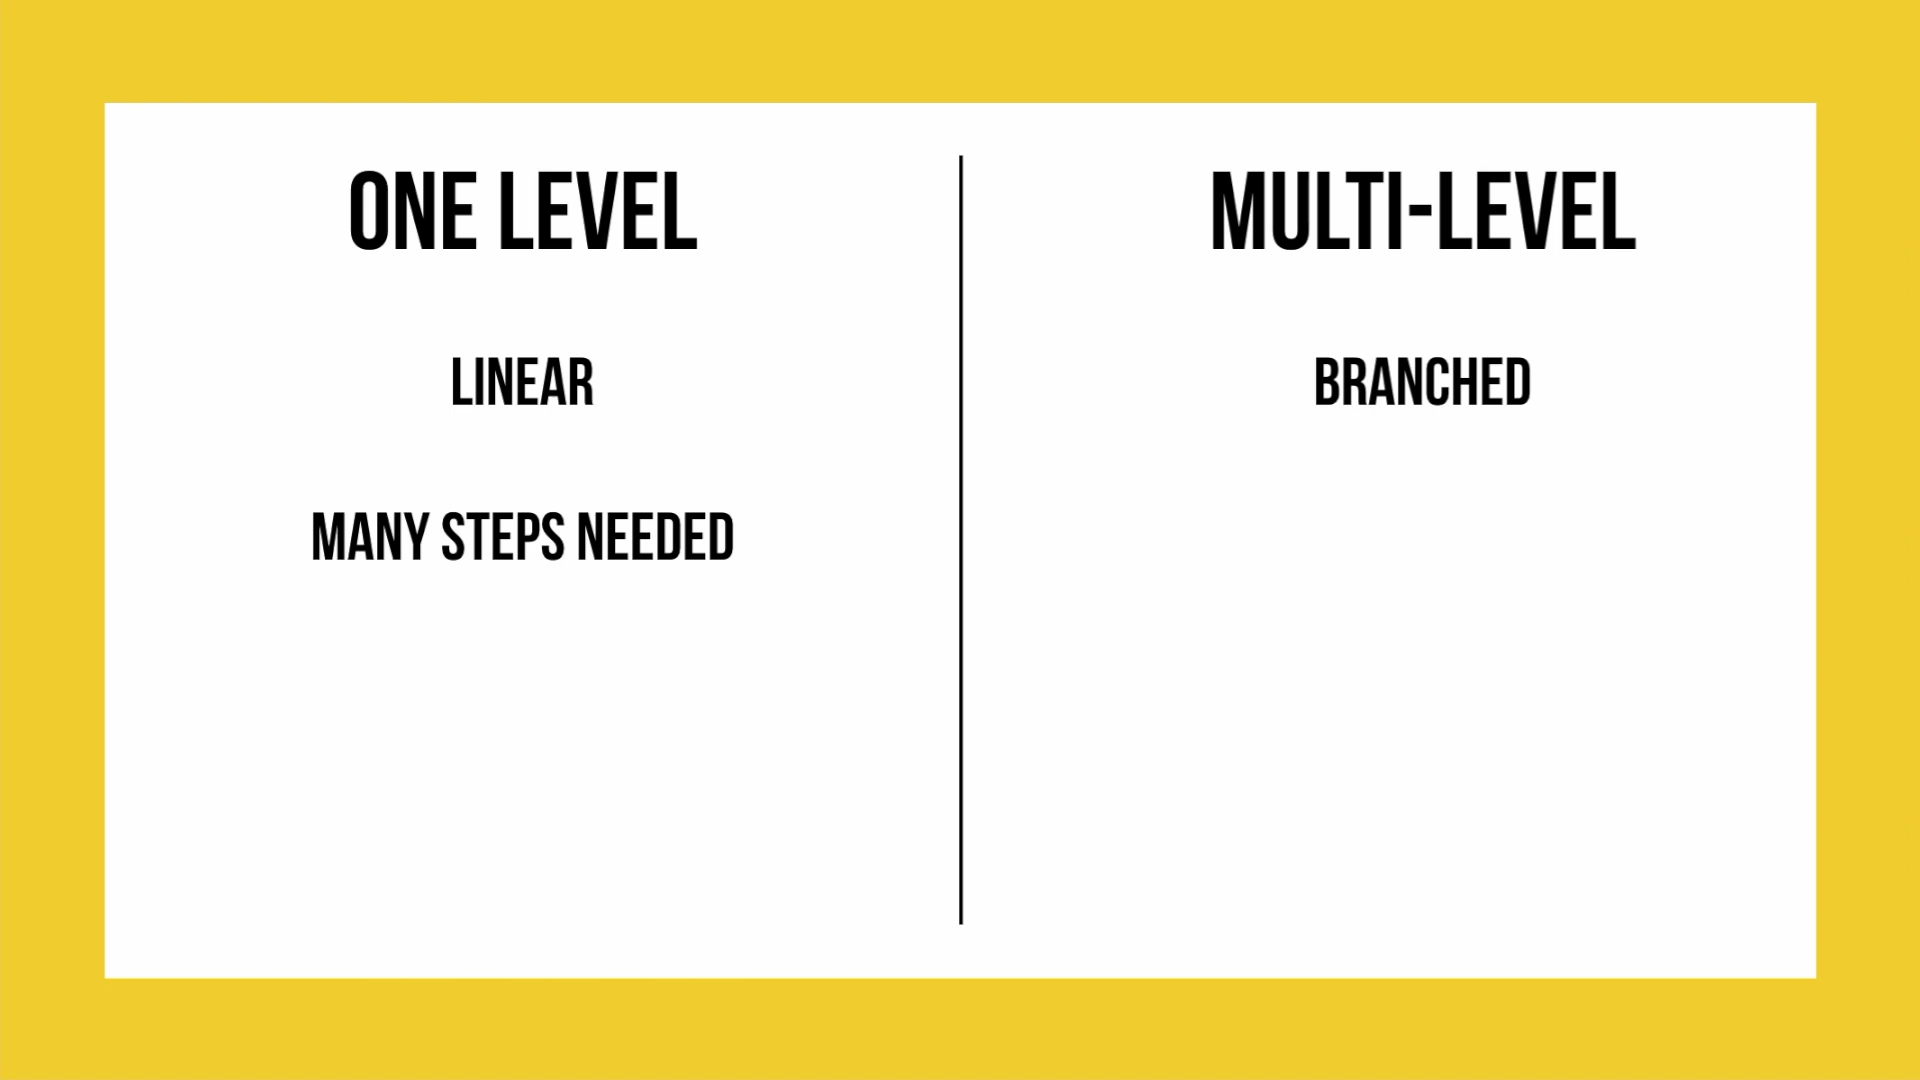 ONE LEVEL
LINEAR
MANY STEPS NEEDED
MULTI-LEVEL
BRANCHED